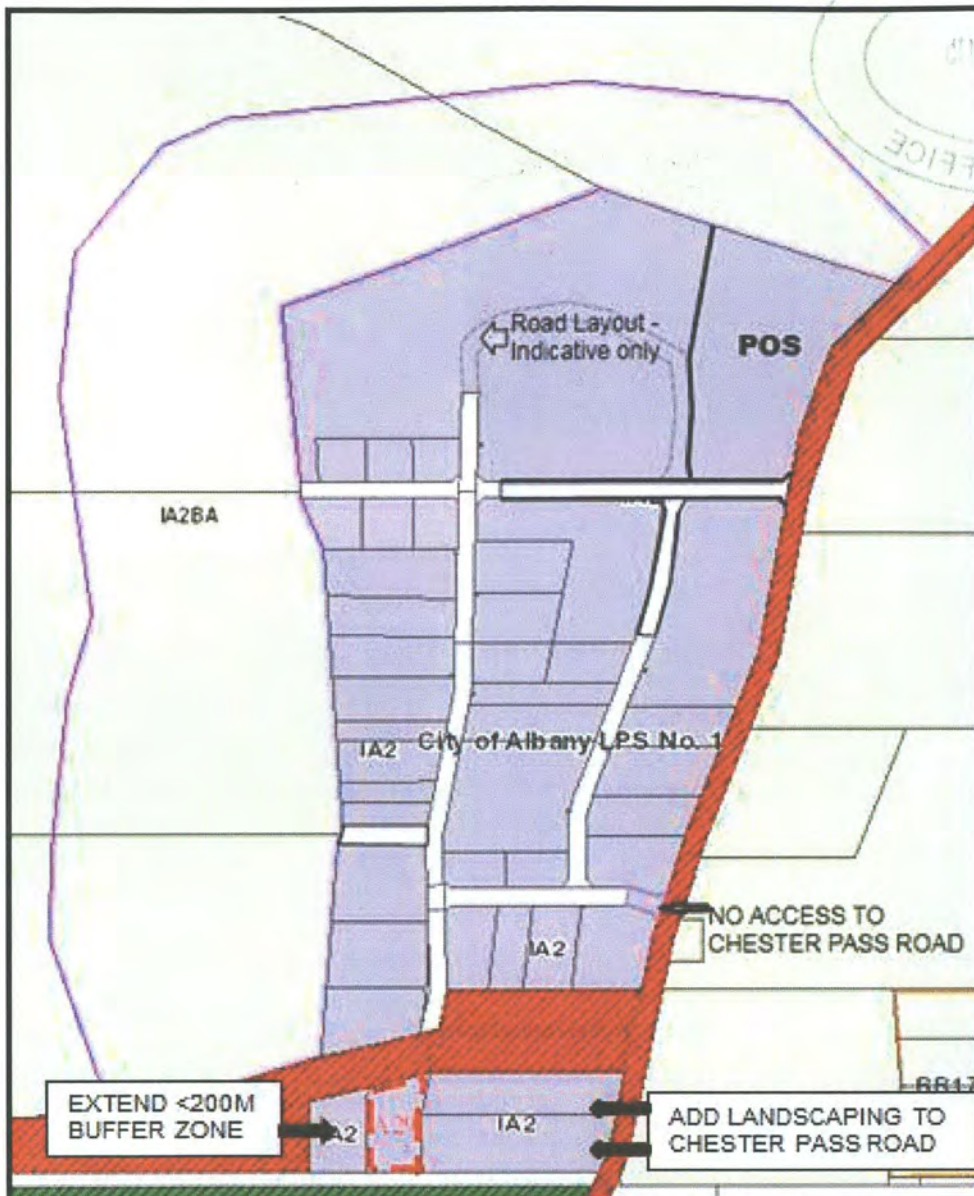 OFFICE
Road Layout -
Indicative only
POS
IA2BA
IA2
City of Albany LPS No. 1
NO ACCESS TO
CHESTER PASS ROAD
IA2
EXTEND <200M
BUFFER ZONE
IA2
ADD LANDSCAPING TO
CHESTER PASS ROAD